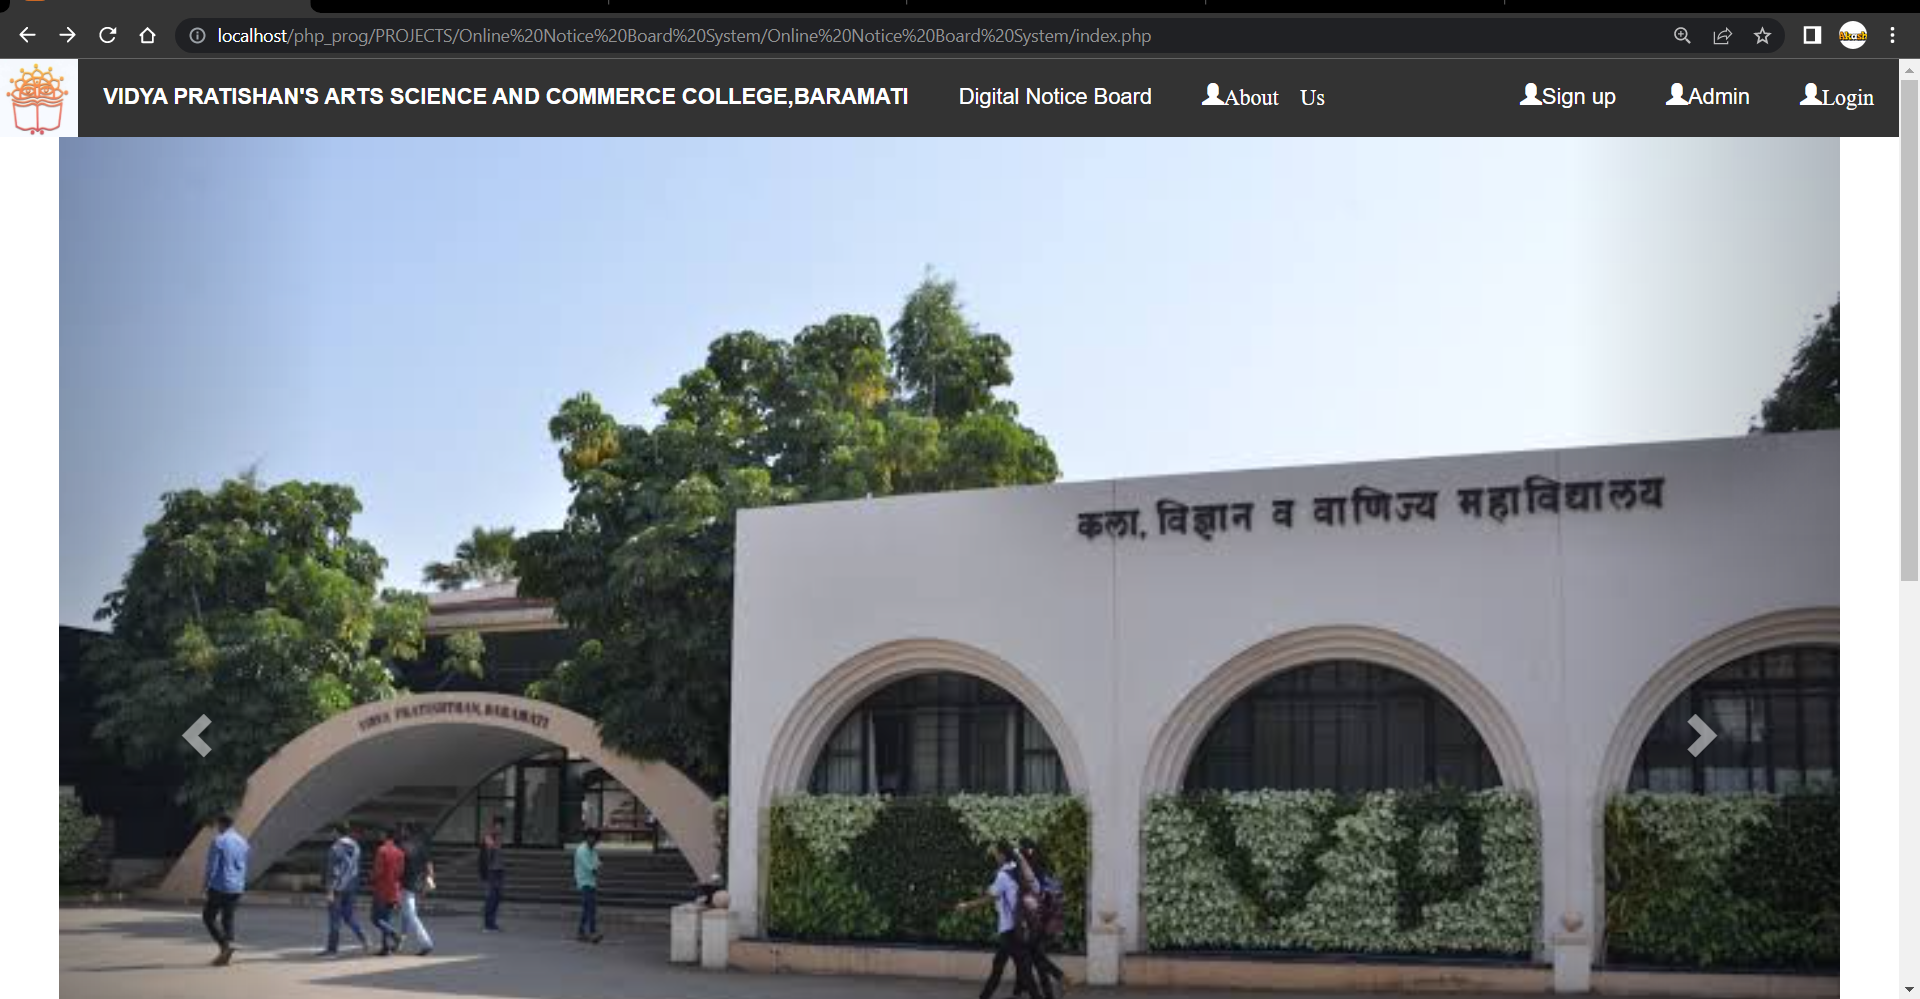 localhost/php_prog/PROJECTS/Online%20Notice%20Board%20System/Online%20Notice%20Board%20System/index.php
Akash
VIDYA PRATISHAN'S ARTS SCIENCE AND COMMERCE COLLEGE,BARAMATI Digital Notice Board About Us Sign up Admin Login
कला, विज्ञान व वाणिज्य महाविद्यालय
VIDYA PRATISHTHAN, BARAMATI
VP